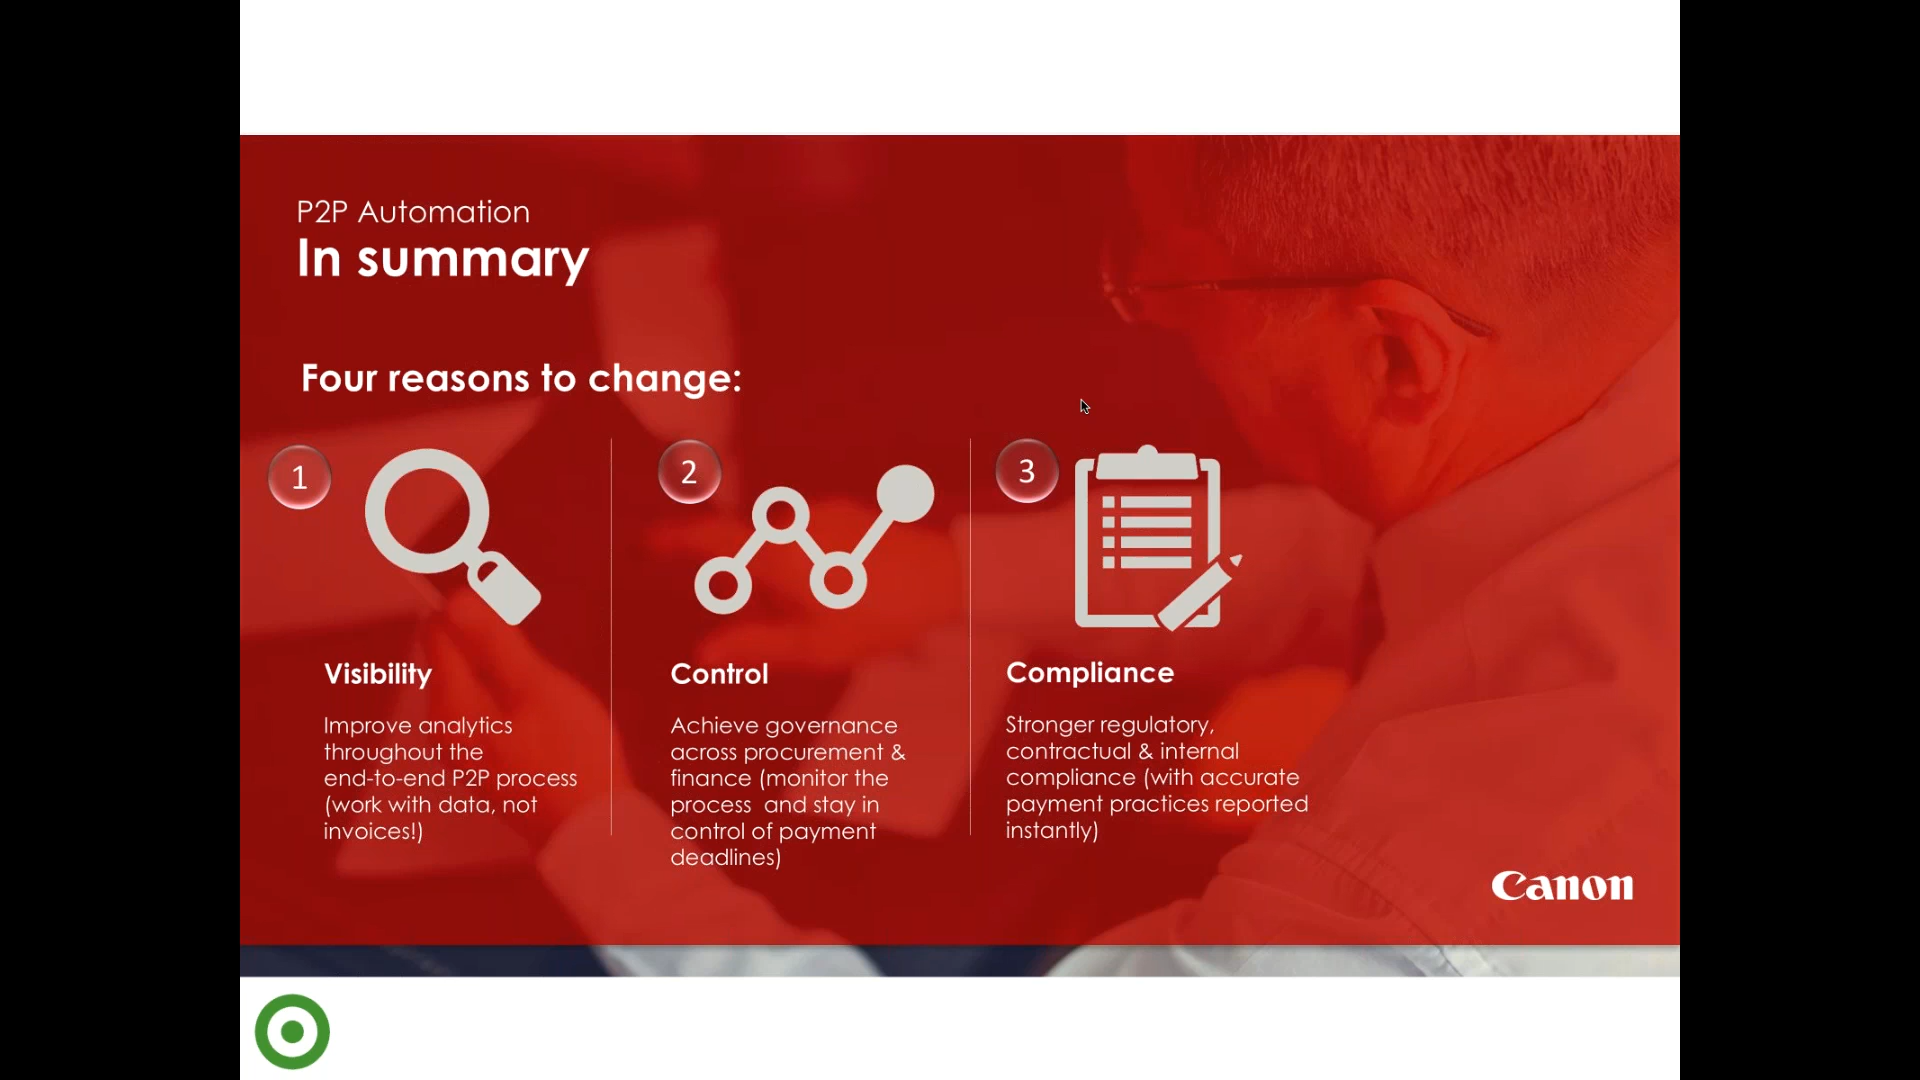 P2P Automation
In summary
Four reasons to change:
1
Visibility
Improve analytics
throughout the
end-to-end P2P process
(work with data, not
invoices!)
2
Control
Achieve governance
across procurement &
finance (monitor the
process  and stay in
control of payment
deadlines)
3
Compliance
Stronger regulatory,
contractual & internal
compliance (with accurate
payment practices reported
instantly)
Canon